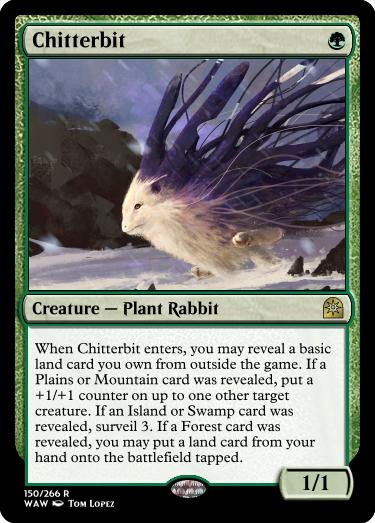 Chitterbit
Creature — Plant Rabbit
When Chitterbit enters, you may reveal a basic
land card you own from outside the game. If a
Plains or Mountain card was revealed, put a
+1/+1 counter on up to one other target
creature. If an Island or Swamp card was
revealed, surveil 3. If a Forest card was
revealed, you may put a land card from your
hand onto the battlefield tapped.
1/1
150/266 R
WAW Tom Lopez